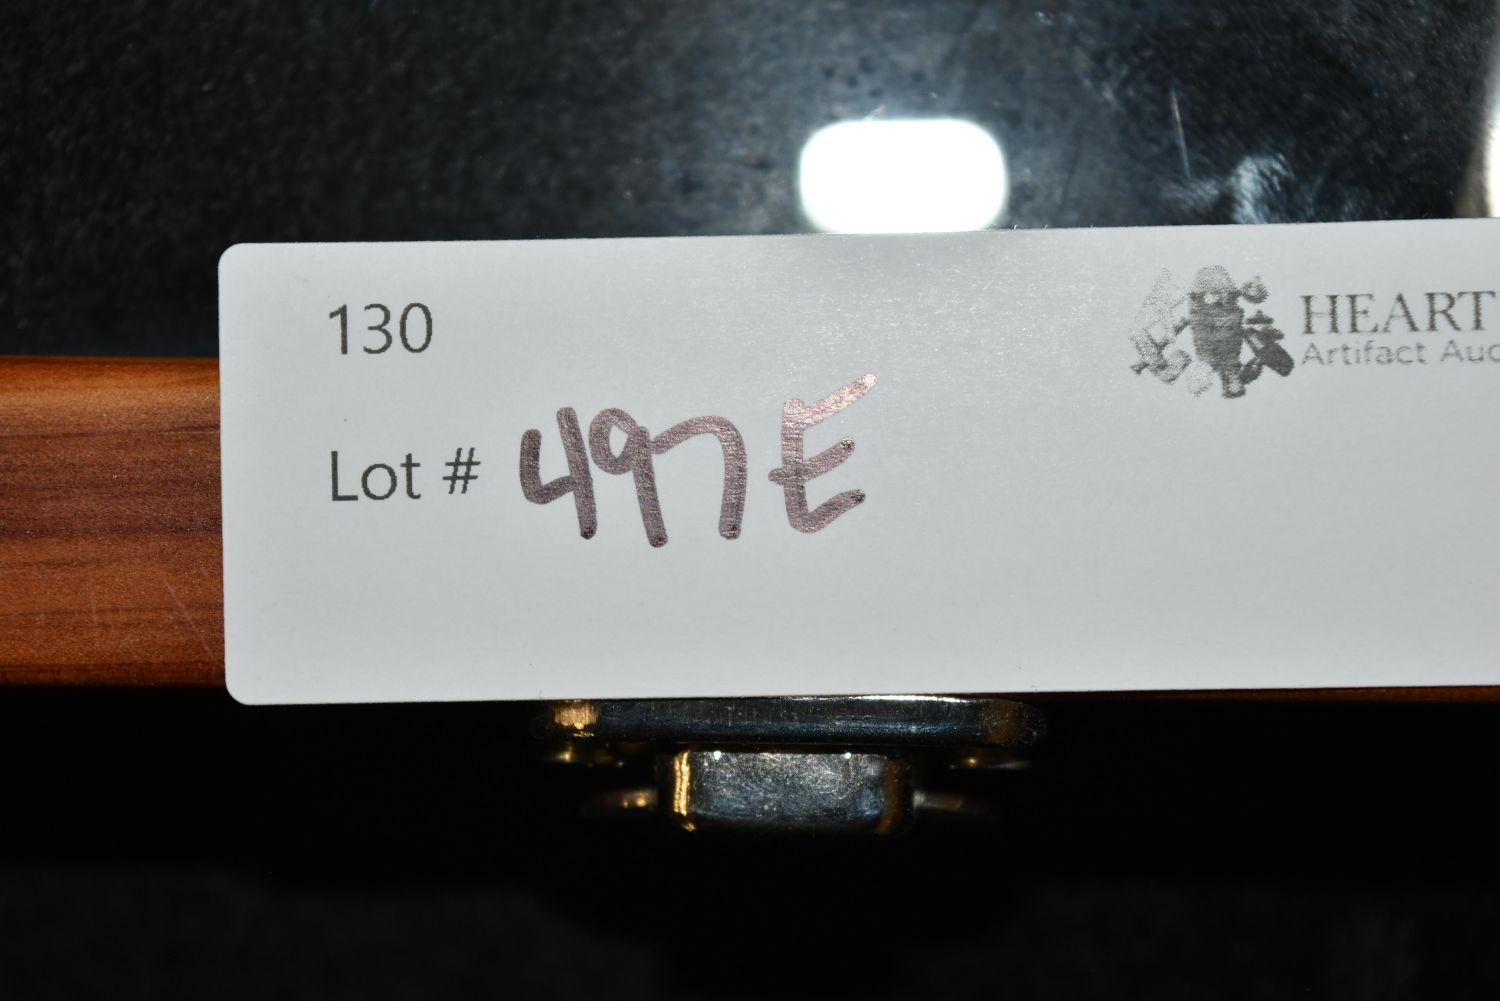 130
HEART
Artifact Auc
Lot # 497E